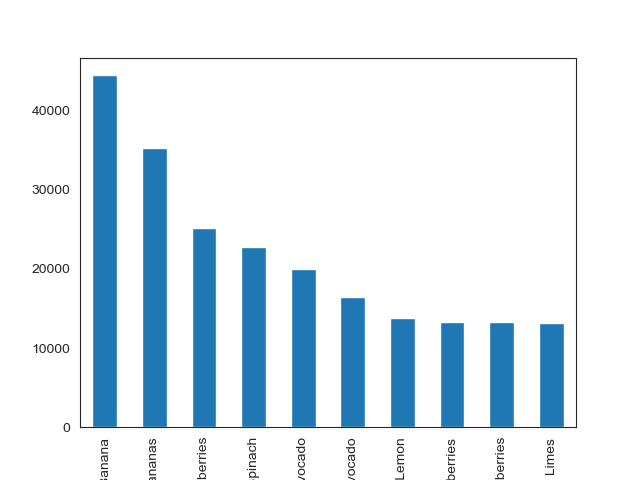 40000
30000
20000
10000
0
anana
ananas
berries
pinach
vocado
vocado
Lemon
berries
berries
Limes